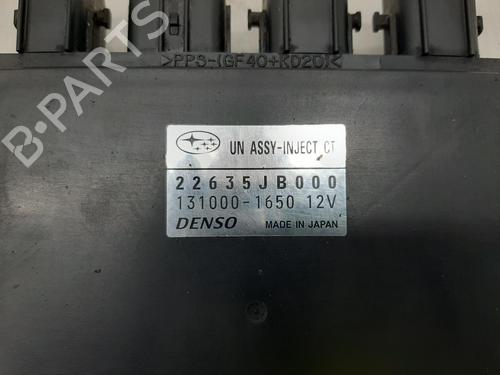 >PPS-(GF40+KD20)<
UN ASSY-INJECT CT
22635JB000
131000-1650 12V
DENSO MADE IN JAPAN
B-PARTS